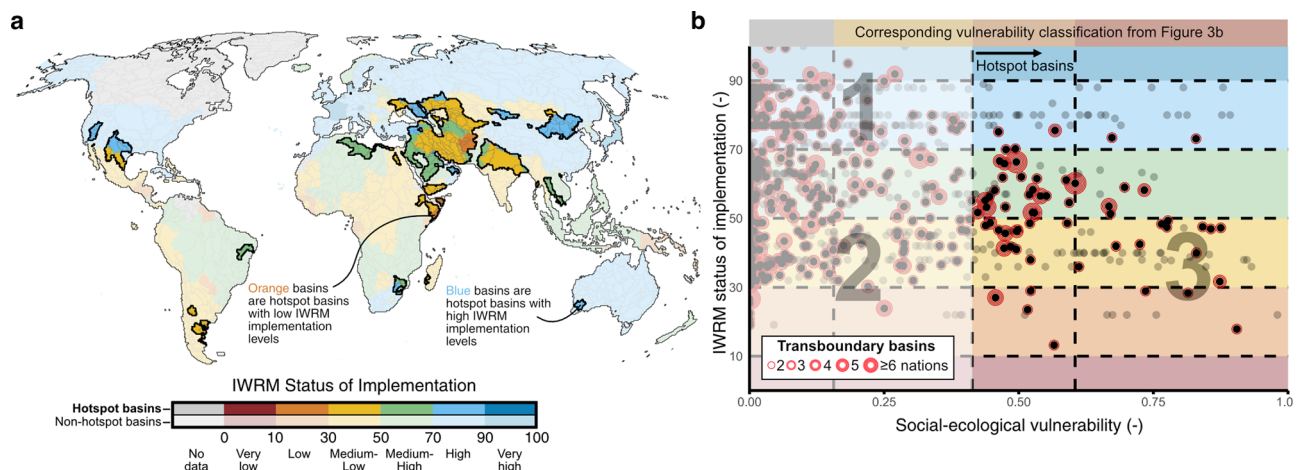 a
Orange basins
are hotspot basins
with low IWRM
implementation
levels
Blue basins are
hotspot basins with
high IWRM
implementation
levels
IWRM Status of Implementation
Hotspot basins
Non-hotspot basins
0 10 30 50 70 90 100
No data
Very low
Low
Medium-Low
Medium-High
High
Very high
b
Corresponding vulnerability classification from Figure 3b
Hotspot basins
IWRM status of implementation (-)
90
70
50
30
10
1
2
3
Transboundary basins
2 3 4 5 ≥6 nations
0.00 0.25 0.50 0.75 1.0
Social-ecological vulnerability (-)